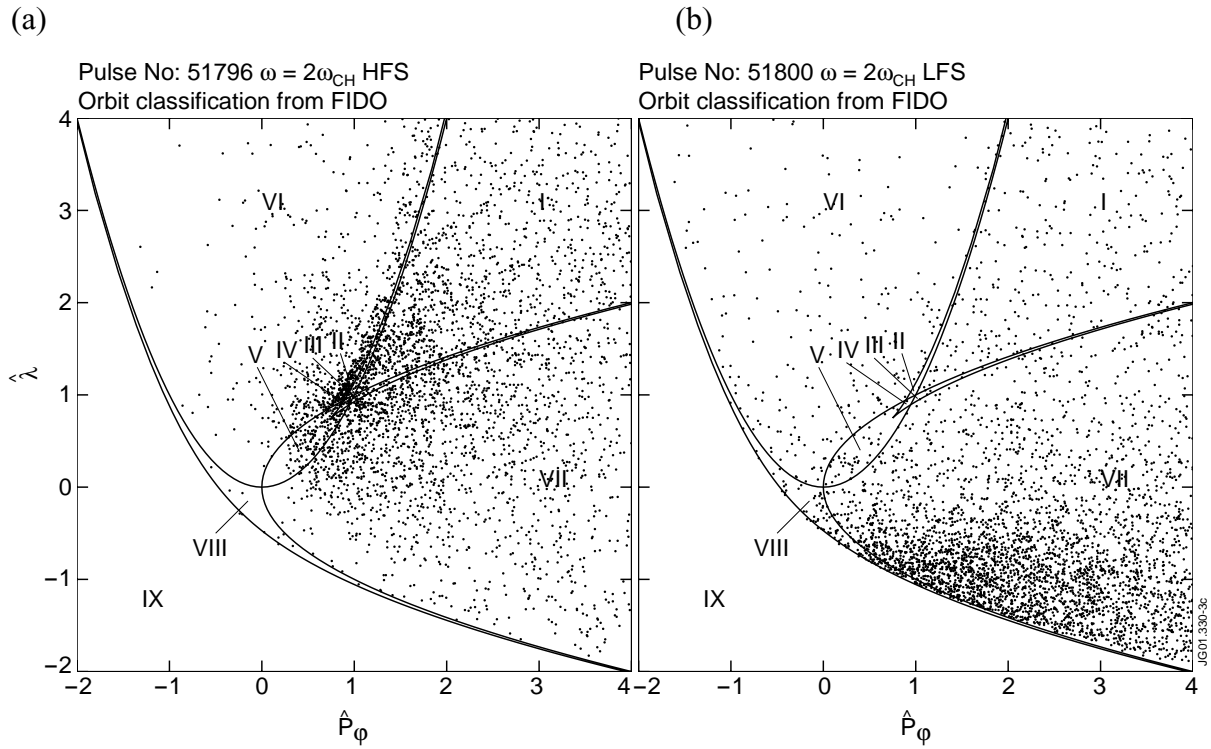 (a)
(b)
Pulse No: 51796 ω = 2ω_CH HFS
Orbit classification from FIDO
Pulse No: 51800 ω = 2ω_CH LFS
Orbit classification from FIDO
4
3
2
1
0
−1
−2
λ̂
VI
I
V
IV
III
II
VII
VIII
IX
−2
−1
0
1
2
3
4
P̂φ
VI
I
V
IV
III
II
VII
VIII
IX
−2
−1
0
1
2
3
4
P̂φ
JG01.330-3c